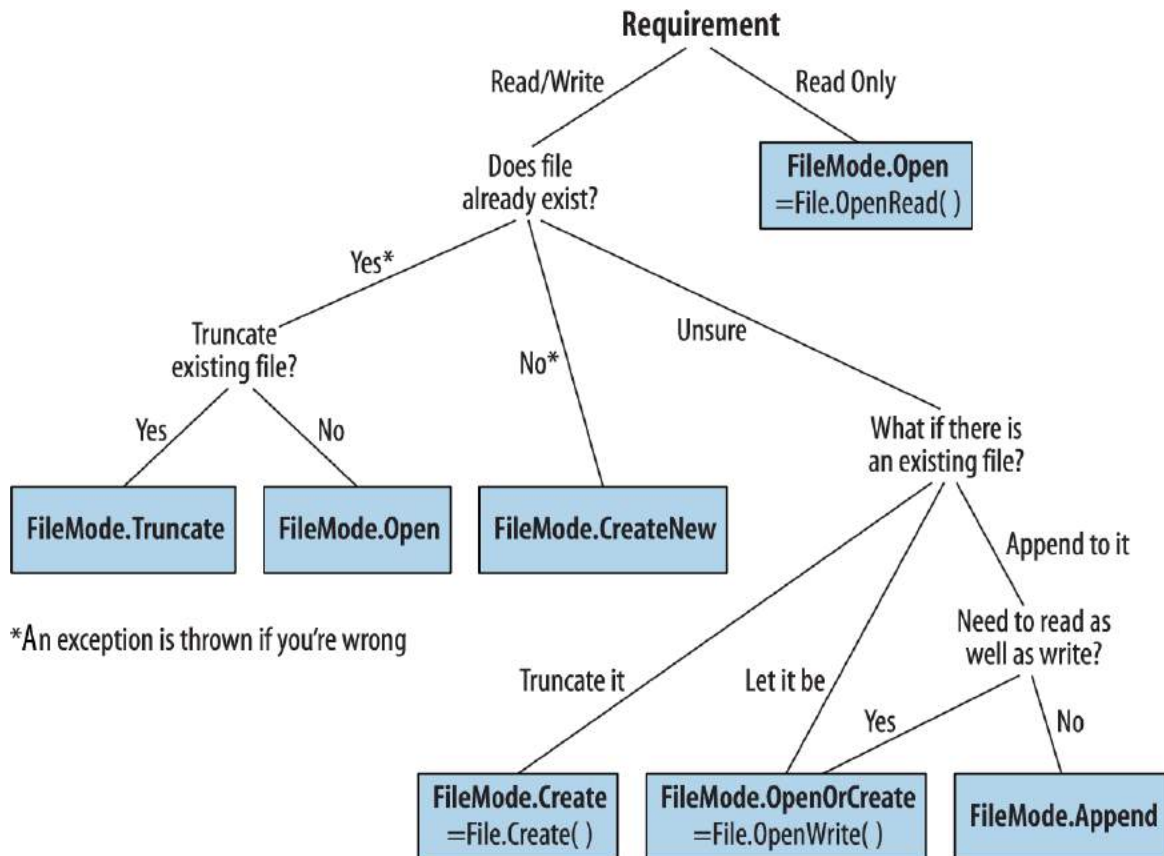 Requirement
Read/Write
Read Only
Does file
already exist?
FileMode.Open
=File.OpenRead( )
Yes*
No*
Unsure
Truncate
existing file?
Yes
No
What if there is
an existing file?
FileMode.Truncate
FileMode.Open
FileMode.CreateNew
Append to it
*An exception is thrown if you're wrong
Need to read as
well as write?
Truncate it
Let it be
Yes
No
FileMode.Create
=File.Create( )
FileMode.OpenOrCreate
=File.OpenWrite( )
FileMode.Append